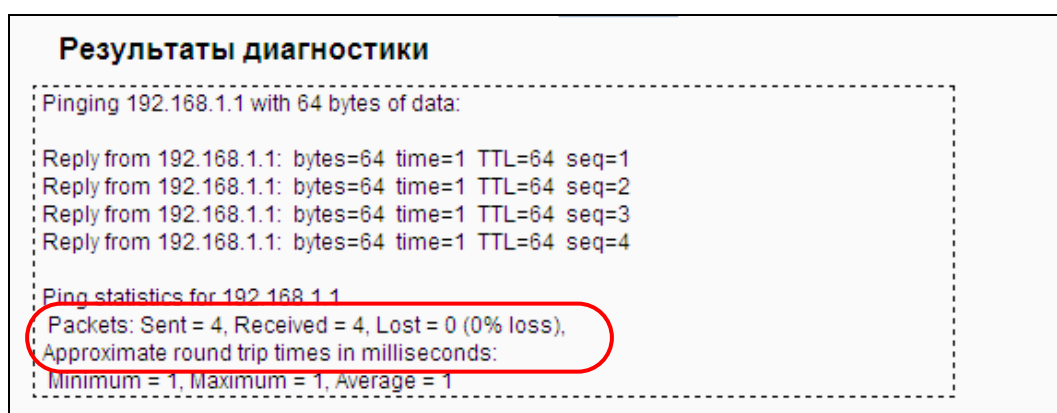 Результаты диагностики
Pinging 192.168.1.1 with 64 bytes of data:
Reply from 192.168.1.1: bytes=64 time=1 TTL=64 seq=1
Reply from 192.168.1.1: bytes=64 time=1 TTL=64 seq=2
Reply from 192.168.1.1: bytes=64 time=1 TTL=64 seq=3
Reply from 192.168.1.1: bytes=64 time=1 TTL=64 seq=4
Ping statistics for 192.168.1.1
Packets: Sent = 4, Received = 4, Lost = 0 (0% loss),
Approximate round trip times in milliseconds:
Minimum = 1, Maximum = 1, Average = 1